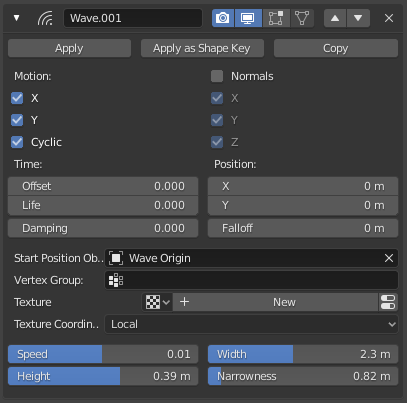 Wave.001
Apply Apply as Shape Key Copy
Motion: Normals
X X
Y Y
Cyclic Z
Time: Position:
Offset 0.000 X 0 m
Life 0.000 Y 0 m
Damping 0.000 Falloff 0 m
Start Position Ob.. Wave Origin
Vertex Group:
Texture New
Texture Coordin.. Local
Speed 0.01 Width 2.3 m
Height 0.39 m Narrowness 0.82 m